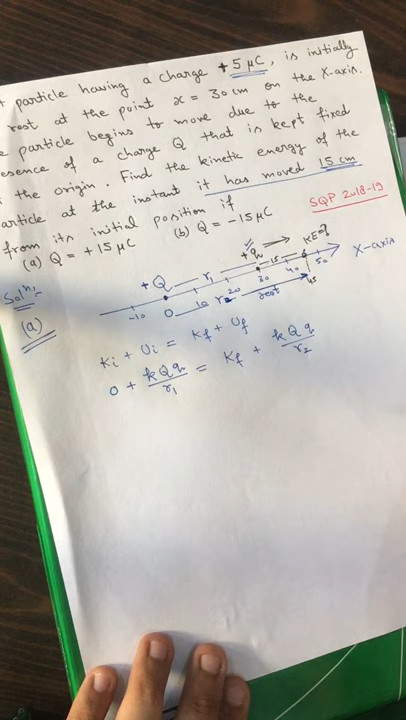 particle having a charge + 5 μC, is initially
rest at the point x = 30 cm on the X-axis.
particle begins to move due to the
of a charge Q that is kept fixed
the origin. Find the kinetic energy of the
at the instant it has moved 15 cm
from its initial position if
(a) Q = +15 μC (b) Q = -15 μC
SQP 2018-19
Soln:-
(a)
+Q r₁ +q 15 KEf
-10 0 10 20 30 40 50 X-axis
r₂ rest 45
Ki + Ui = Kf + Uf
0 + kQq/r₁ = Kf + kQq/r₂